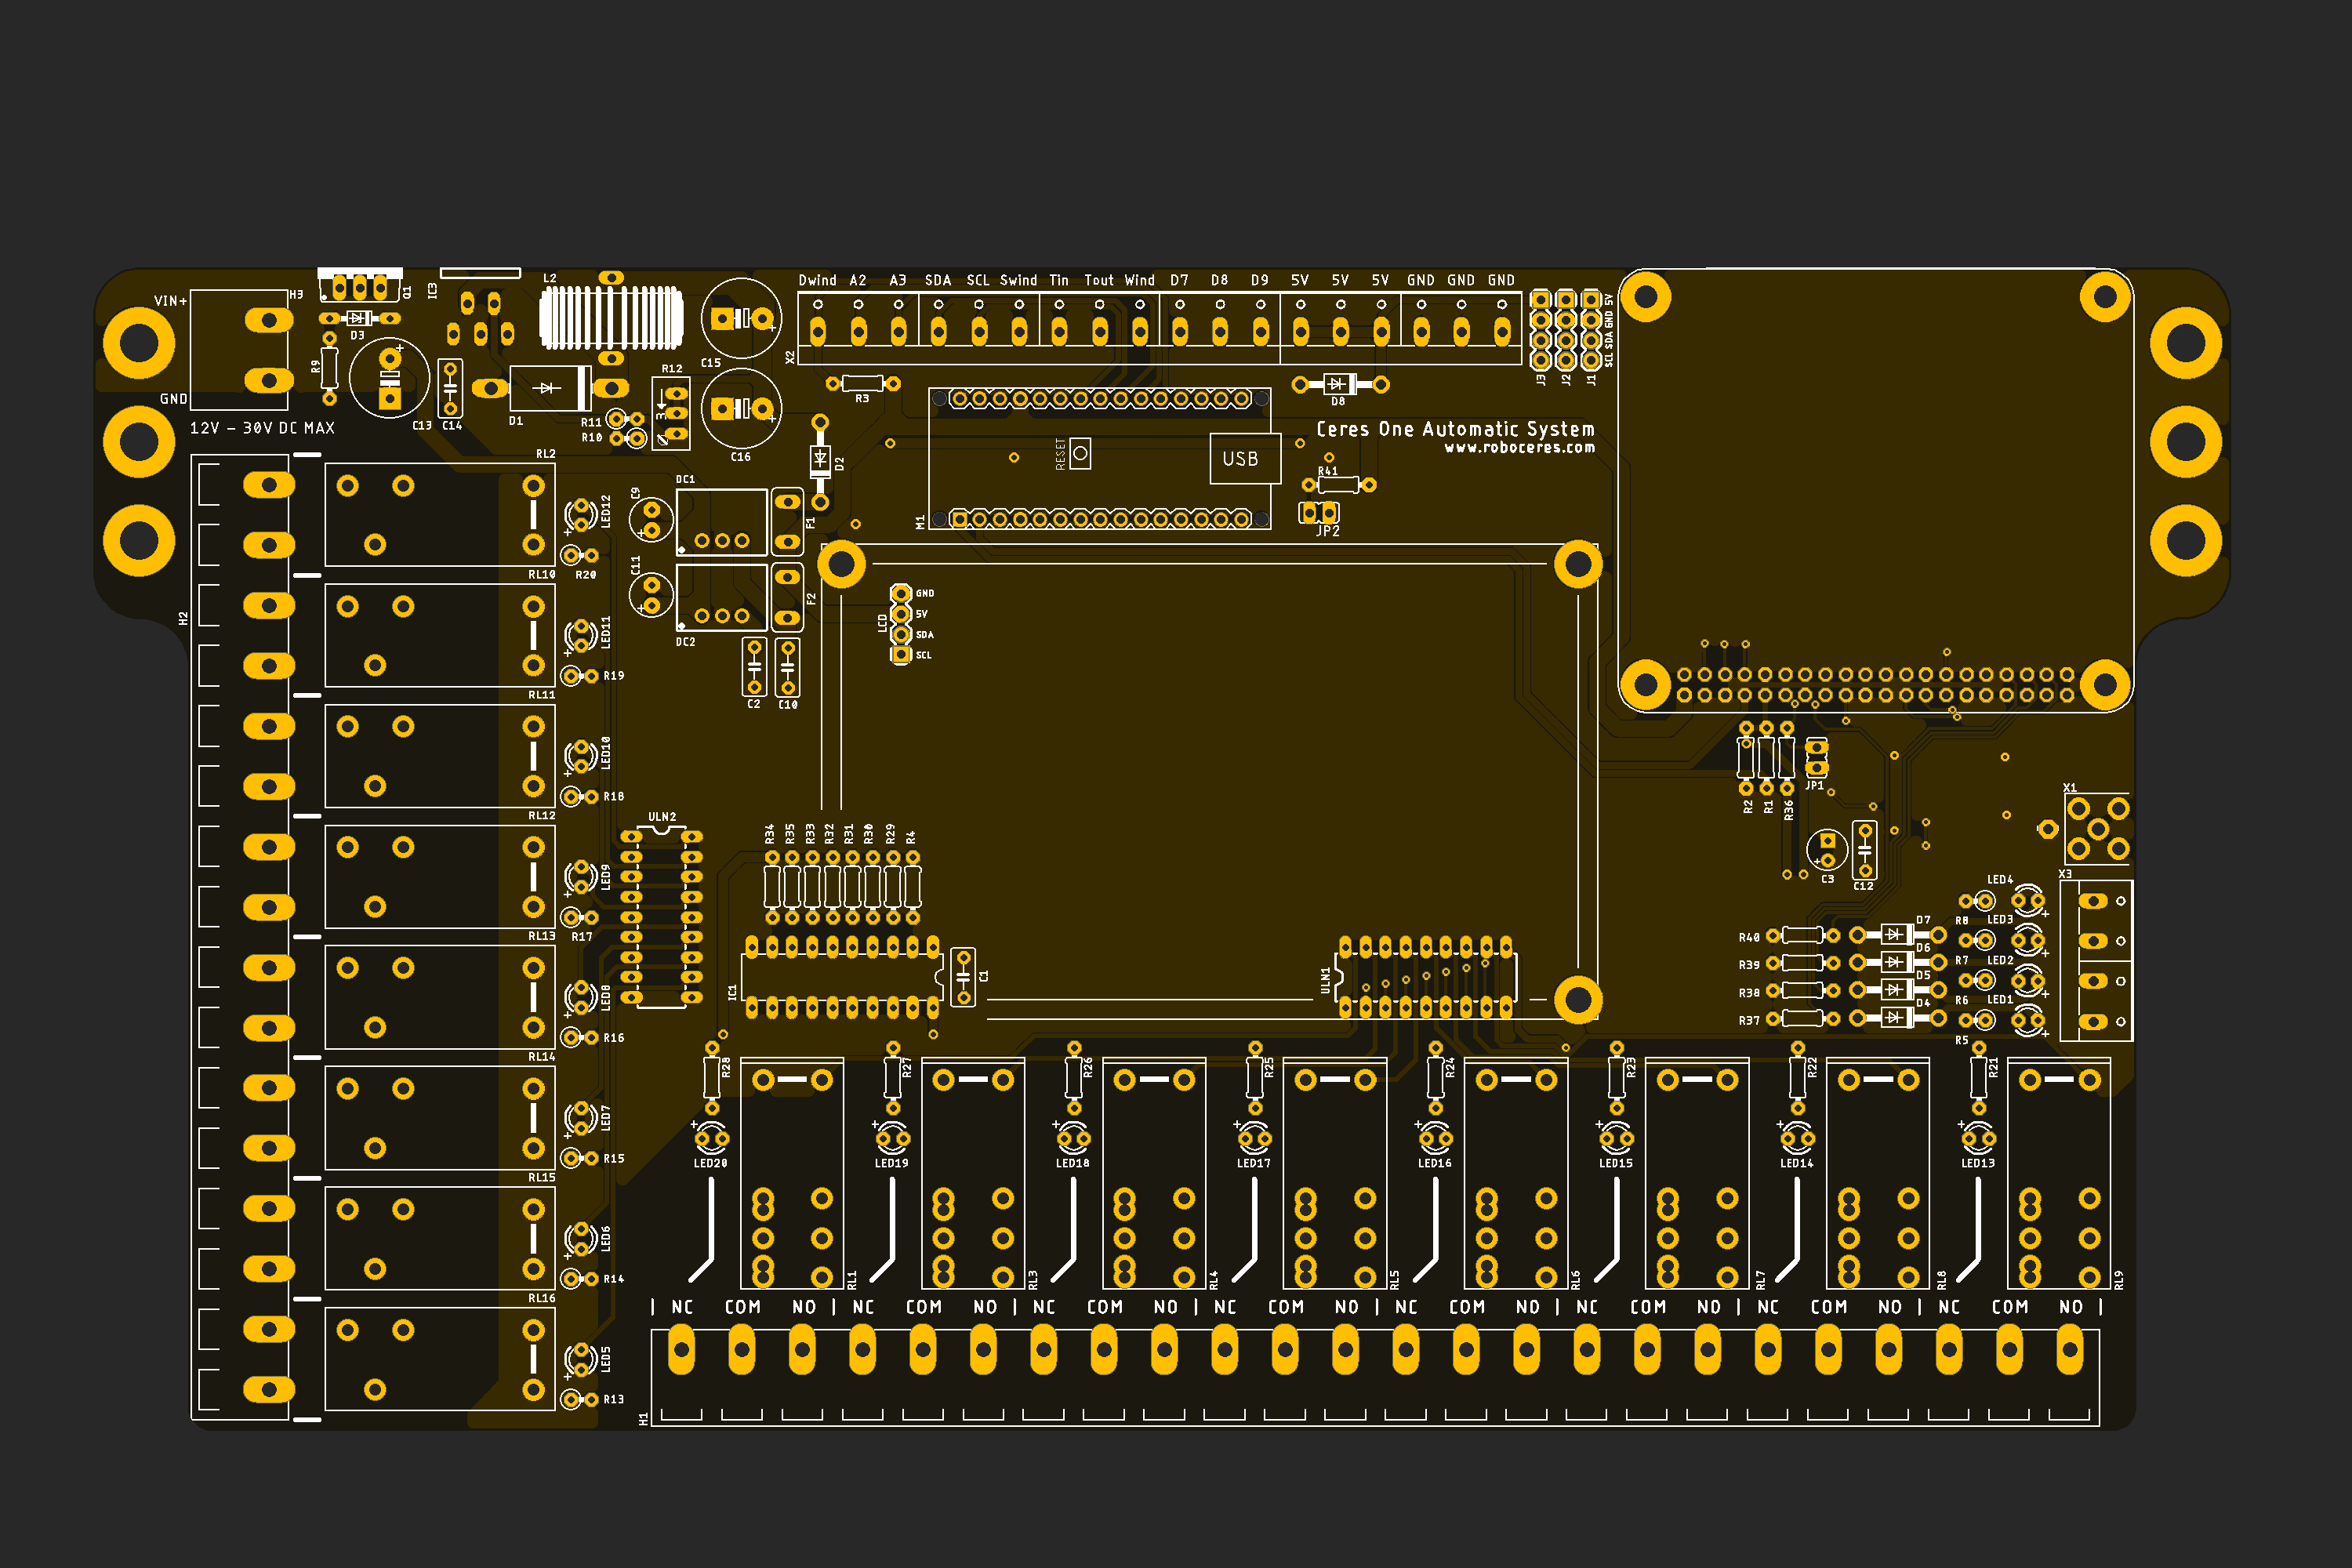 L2
Dwind A2 A3 SDA SCL Swind Tin Tout Wind D7 D8 D9 5V 5V 5V GND GND GND
VIN+ H3 Q1 IC3
5V
GND
SDA
SCL
J3 J2 J1
D3
R9
C15
X2
R12
3
GND
C13 C14
D1
R11
R10
R3
D8
12V – 30V DC MAX
Ceres One Automatic System
www.roboceres.com
RESET
USB
RL2
C16
D2
R41
DC1
C9
LED12
F1
M1
JP2
RL10 R20
C11
F2
H2
LED11
DC2
GND
5V
SDA
SCL
LCD
R19
RL11
C2 C10
LED10
R18
RL12
ULN2
JP1
X1
R2 R1 R36
R34 R35 R33 R32 R31 R30 R29 R4
LED9
C3 C12
LED4
X3
R17
RL13
D7
R8
LED3
R40
D6
R39
R7
LED2
D5
R38
R6
LED1
D4
R37
R5
LED8
IC1
C1
ULN1
R16
RL14
R28 R27 R26 R25 R24 R23 R22 R21
LED7
R15
LED20 LED19 LED18 LED17 LED16 LED15 LED14 LED13
RL15
LED6
R14
RL1 RL3 RL4 RL5 RL6 RL7 RL8 RL9
RL16
| NC COM NO | NC COM NO | NC COM NO | NC COM NO | NC COM NO | NC COM NO | NC COM NO | NC COM NO |
LED5
R13
H1